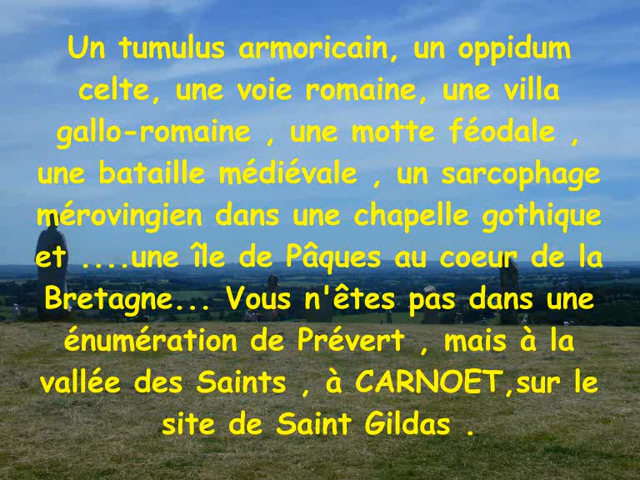 Un tumulus armoricain, un oppidum
celte, une voie romaine, une villa
gallo-romaine , une motte féodale ,
une bataille médiévale , un sarcophage
mérovingien dans une chapelle gothique
et ....une île de Pâques au coeur de la
Bretagne... Vous n'êtes pas dans une
énumération de Prévert , mais à la
vallée des Saints , à CARNOET,sur le
site de Saint Gildas .